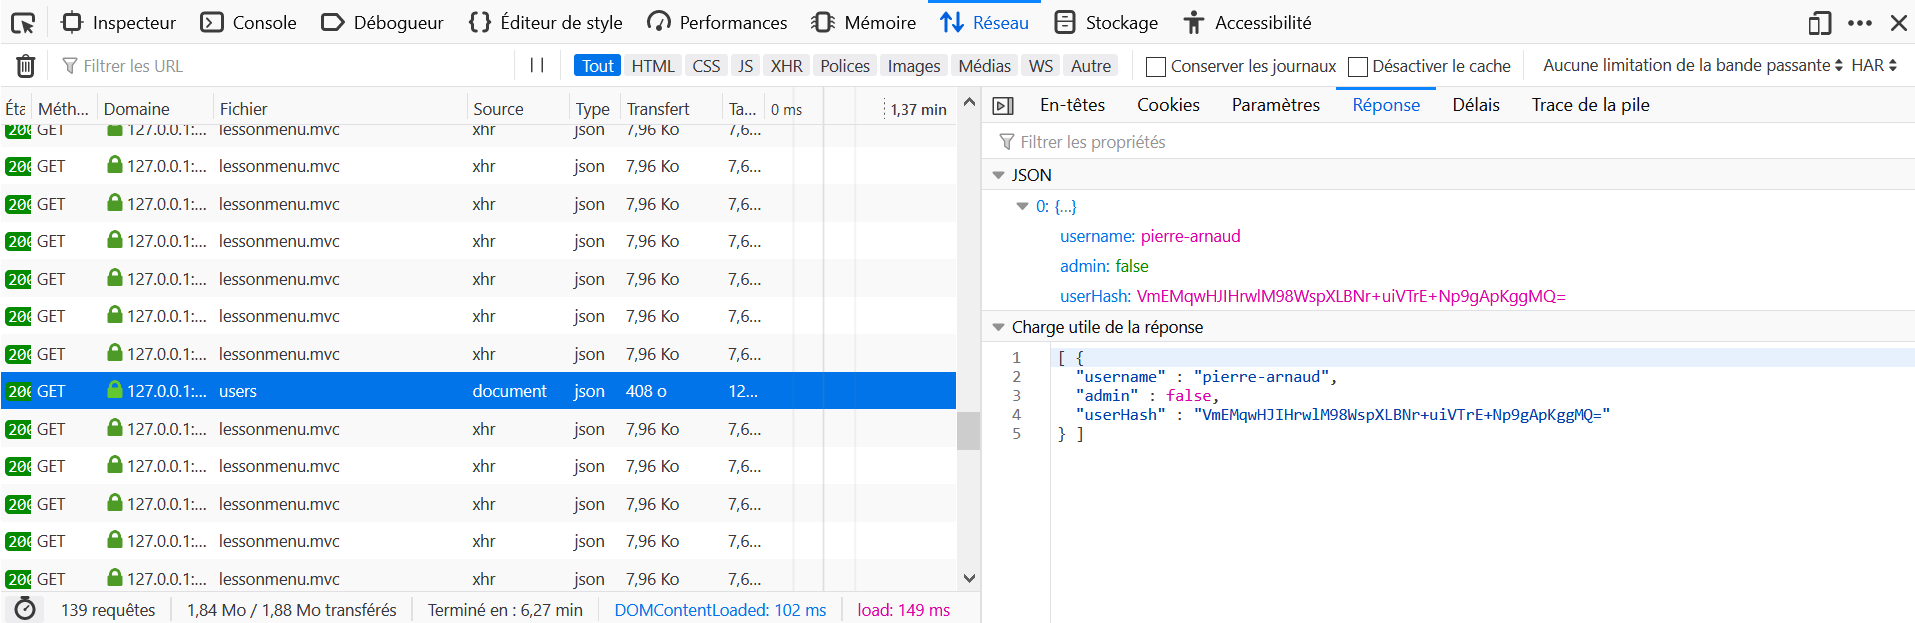 Inspecteur Console Débogueur Éditeur de style Performances Mémoire Réseau Stockage Accessibilité
Filtrer les URL Tout HTML CSS JS XHR Polices Images Médias WS Autre Conserver les journaux Désactiver le cache Aucune limitation de la bande passante HAR
Éta Méth... Domaine Fichier Source Type Transfert Ta... 0 ms 1,37 min
200 GET 127.0.0.1:... lessonmenu.mvc xhr json 7,96 Ko 7,6...
200 GET 127.0.0.1:... lessonmenu.mvc xhr json 7,96 Ko 7,6...
200 GET 127.0.0.1:... lessonmenu.mvc xhr json 7,96 Ko 7,6...
200 GET 127.0.0.1:... lessonmenu.mvc xhr json 7,96 Ko 7,6...
200 GET 127.0.0.1:... lessonmenu.mvc xhr json 7,96 Ko 7,6...
200 GET 127.0.0.1:... lessonmenu.mvc xhr json 7,96 Ko 7,6...
200 GET 127.0.0.1:... lessonmenu.mvc xhr json 7,96 Ko 7,6...
200 GET 127.0.0.1:... users document json 408 o 12...
200 GET 127.0.0.1:... lessonmenu.mvc xhr json 7,96 Ko 7,6...
200 GET 127.0.0.1:... lessonmenu.mvc xhr json 7,96 Ko 7,6...
200 GET 127.0.0.1:... lessonmenu.mvc xhr json 7,96 Ko 7,6...
200 GET 127.0.0.1:... lessonmenu.mvc xhr json 7,96 Ko 7,6...
200 GET 127.0.0.1:... lessonmenu.mvc xhr json 7,96 Ko 7,6...
139 requêtes 1,84 Mo / 1,88 Mo transférés Terminé en : 6,27 min DOMContentLoaded: 102 ms load: 149 ms
En-têtes Cookies Paramètres Réponse Délais Trace de la pile
Filtrer les propriétés
JSON
0: {...}
username: pierre-arnaud
admin: false
userHash: VmEMqwHJIHrwlM98WspXLBNr+uiVTrE+Np9gApKggMQ=
Charge utile de la réponse
1 [ {
2 "username" : "pierre-arnaud",
3 "admin" : false,
4 "userHash" : "VmEMqwHJIHrwlM98WspXLBNr+uiVTrE+Np9gApKggMQ="
5 } ]